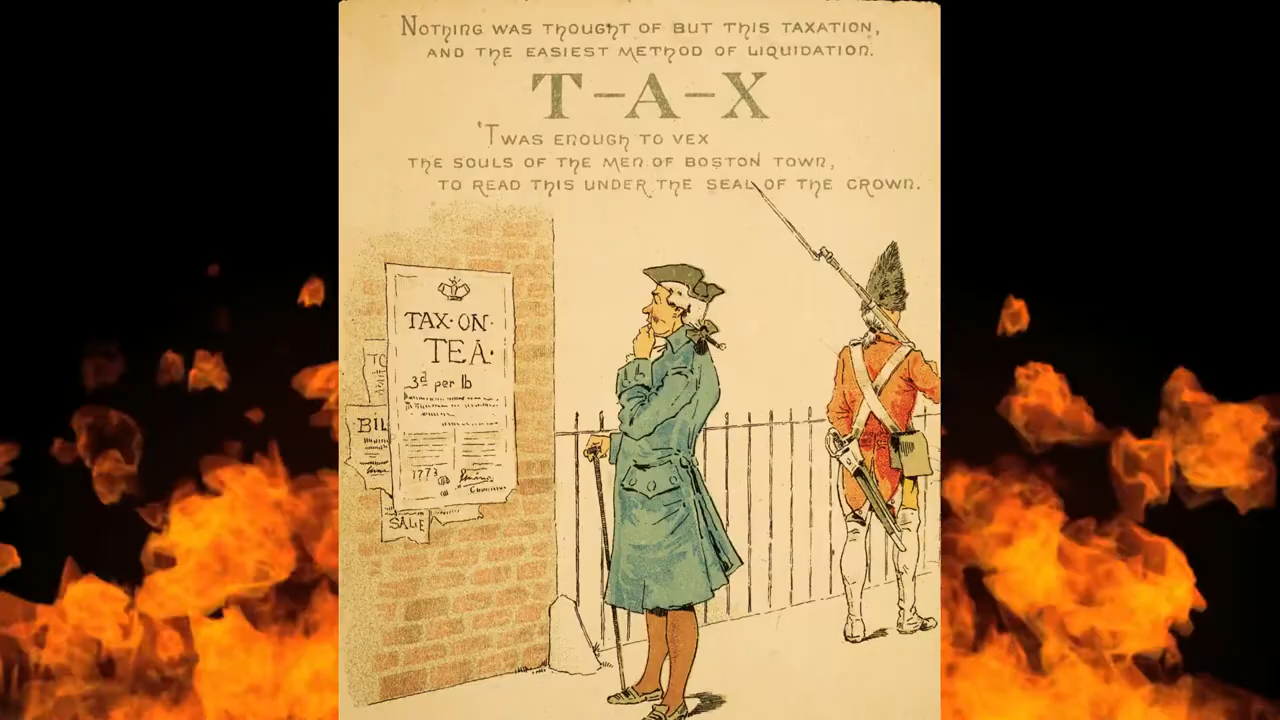 Nothing was thought of but this taxation,
and the easiest method of liquidation.
T-A-X
'Twas enough to vex
the souls of the men of Boston town,
to read this under the seal of the crown.
TAX·ON·
TEA·
3d per lb
1773
Governor
TO
BIL
SALE